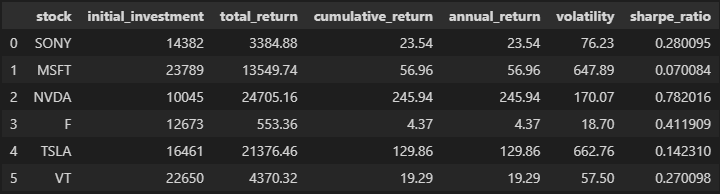 stock initial_investment total_return cumulative_return annual_return volatility sharpe_ratio
0 SONY 14382 3384.88 23.54 23.54 76.23 0.280095
1 MSFT 23789 13549.74 56.96 56.96 647.89 0.070084
2 NVDA 10045 24705.16 245.94 245.94 170.07 0.782016
3 F 12673 553.36 4.37 4.37 18.70 0.411909
4 TSLA 16461 21376.46 129.86 129.86 662.76 0.142310
5 VT 22650 4370.32 19.29 19.29 57.50 0.270098